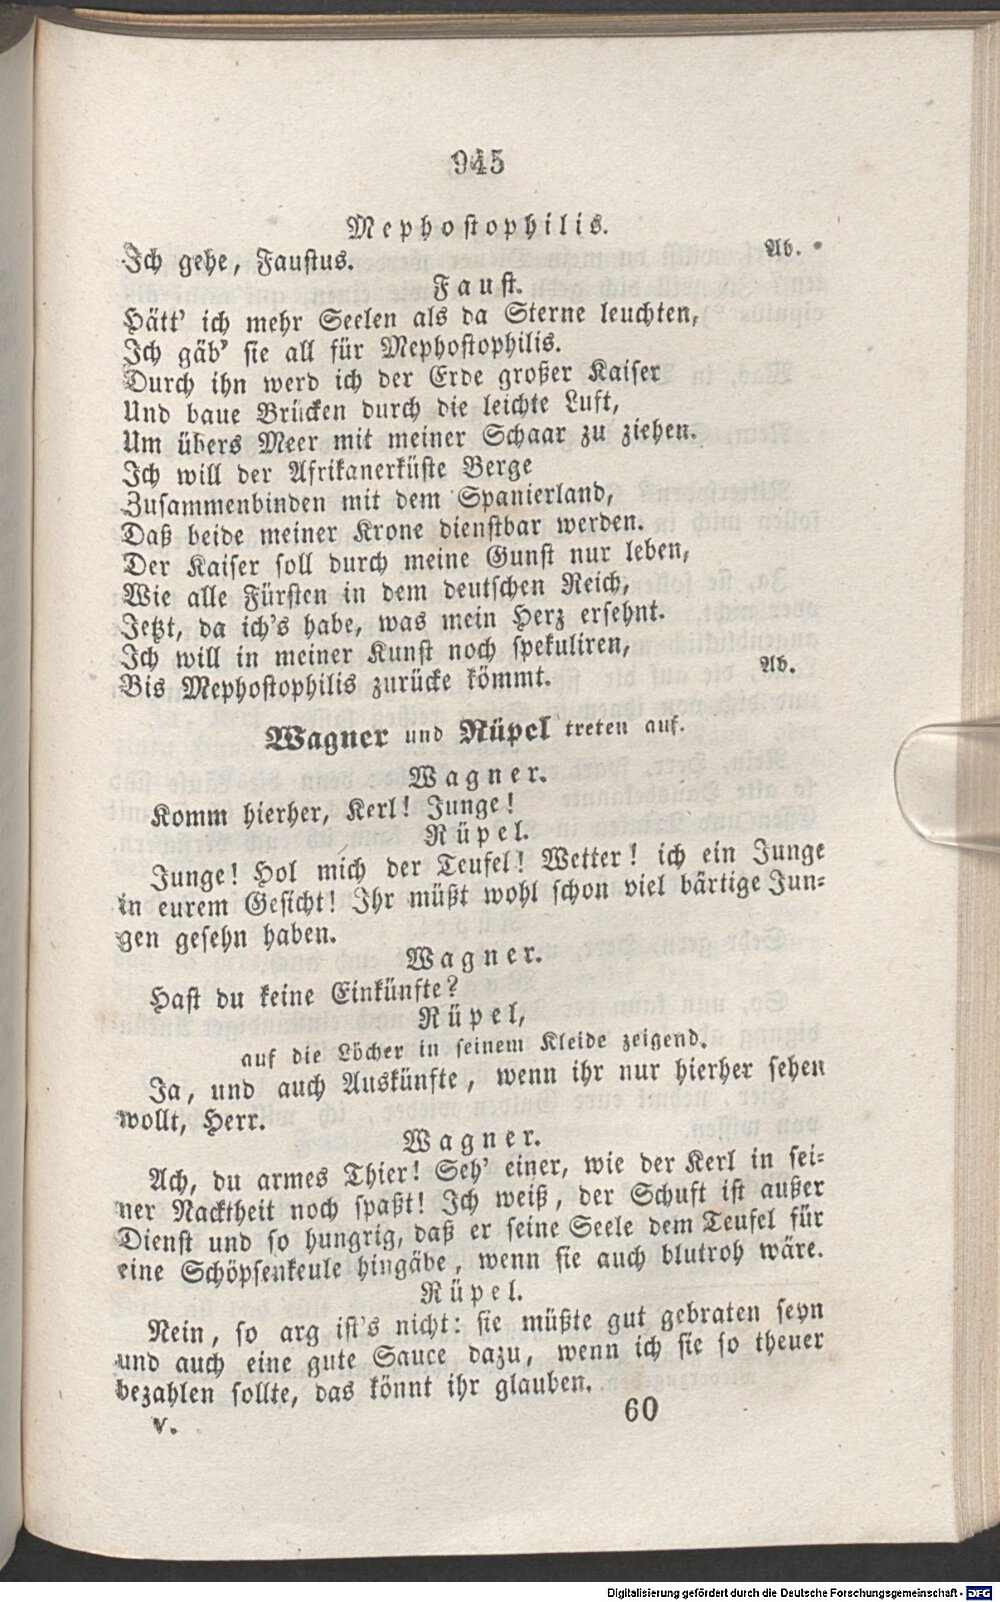 945
Mephostophilis.
Ich gehe, Faustus.
Ab.
Faust.
Hätt' ich mehr Seelen als da Sterne leuchten,
Ich gäb' sie all für Mephostophilis.
Durch ihn werd ich der Erde großer Kaiser
Und baue Brücken durch die leichte Luft,
Um übers Meer mit meiner Schaar zu ziehen.
Ich will der Afrikanerküste Berge
Zusammenbinden mit dem Spanierland,
Daß beide meiner Krone dienstbar werden.
Der Kaiser soll durch meine Gunst nur leben,
Wie alle Fürsten in dem deutschen Reich,
Jetzt, da ich's habe, was mein Herz ersehnt.
Ich will in meiner Kunst noch spekuliren,
Bis Mephostophilis zurücke kömmt.
Ab.
Wagner und Rüpel treten auf.
Wagner.
Komm hierher, Kerl! Junge!
Rüpel.
Junge! Hol mich der Teufel! Wetter! ich ein Junge
in eurem Gesicht! Ihr müßt wohl schon viel bärtige Jun-
gen gesehn haben.
Wagner.
Hast du keine Einkünfte?
Rüpel,
auf die Löcher in seinem Kleide zeigend.
Ja, und auch Auskünfte, wenn ihr nur hierher sehen
wollt, Herr.
Wagner.
Ach, du armes Thier! Seh' einer, wie der Kerl in sei-
ner Nacktheit noch spaßt! Ich weiß, der Schuft ist außer
Dienst und so hungrig, daß er seine Seele dem Teufel für
eine Schöpsenkeule hingäbe, wenn sie auch blutroh wäre.
Rüpel.
Nein, so arg ist's nicht: sie müßte gut gebraten seyn
und auch eine gute Sauce dazu, wenn ich sie so theuer
bezahlen sollte, das könnt ihr glauben.
V.
60
Digitalisierung gefördert durch die Deutsche Forschungsgemeinschaft - DFG